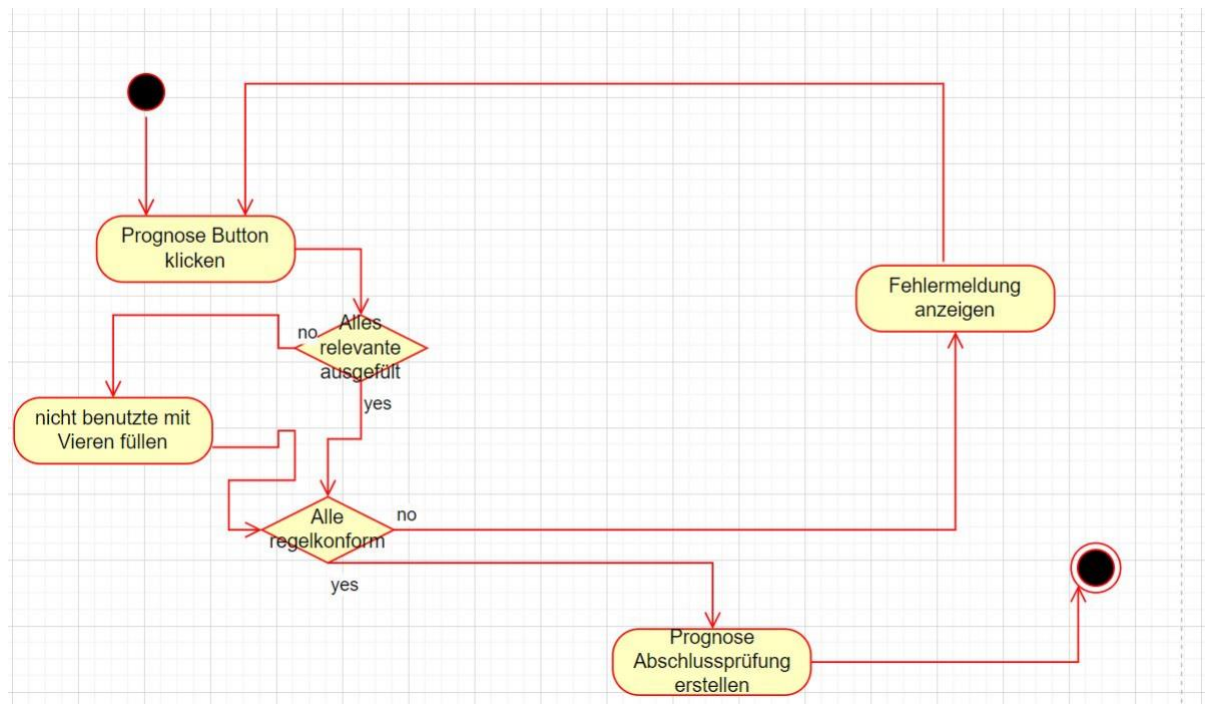 Prognose Button
klicken
Fehlermeldung
anzeigen
no
Alles
relevante
ausgefült
yes
nicht benutzte mit
Vieren füllen
Alle
regelkonform
no
yes
Prognose
Abschlussprüfung
erstellen